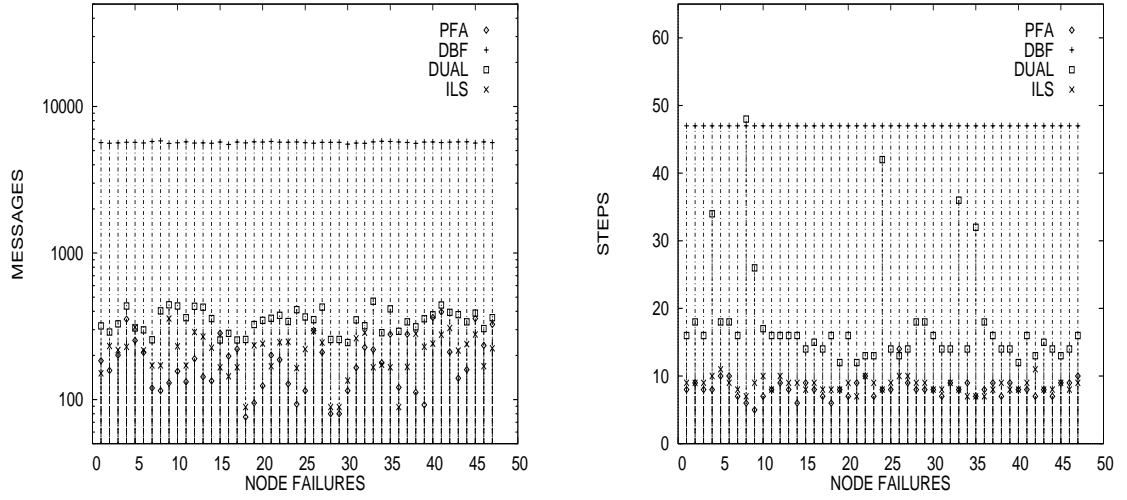 PFA
DBF
DUAL
ILS
10000
1000
100
MESSAGES
0 5 10 15 20 25 30 35 40 45 50
NODE FAILURES
PFA
DBF
DUAL
ILS
60
50
40
30
20
10
0
STEPS
0 5 10 15 20 25 30 35 40 45 50
NODE FAILURES